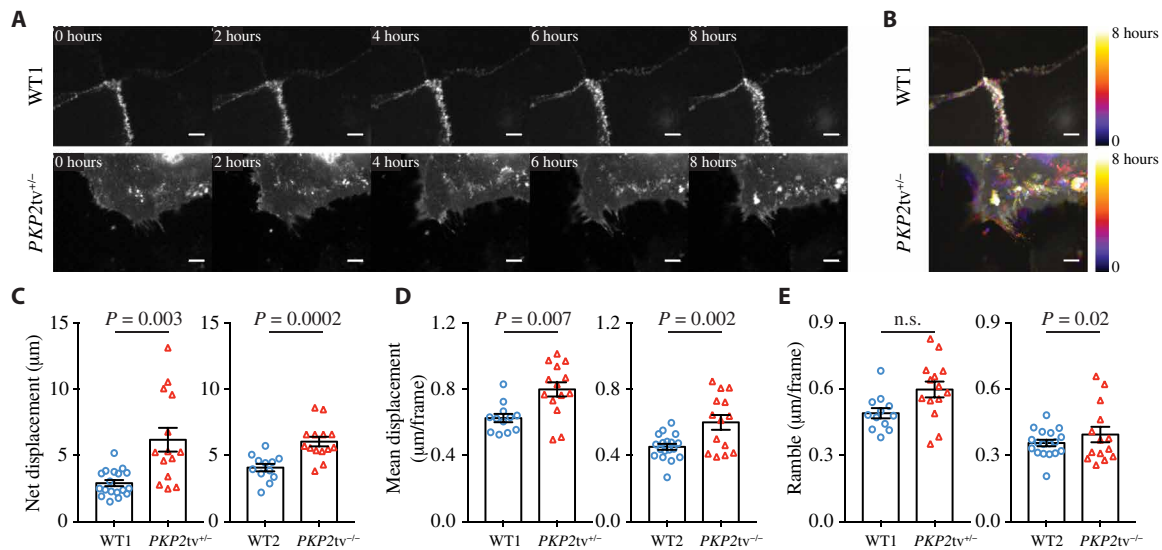 A
B
0 hours
2 hours
4 hours
6 hours
8 hours
WT1
WT1
8 hours
0
0 hours
2 hours
4 hours
6 hours
8 hours
PKP2tv+/−
PKP2tv+/−
8 hours
0
C
D
E
P = 0.003
P = 0.0002
P = 0.007
P = 0.002
n.s.
P = 0.02
Net displacement (μm)
15
10
5
0
15
10
5
0
WT1
PKP2tv+/−
WT2
PKP2tv−/−
Mean displacement
(μm/frame)
1.2
0.8
0.4
0.0
1.2
0.8
0.4
0.0
WT1
PKP2tv+/−
WT2
PKP2tv−/−
Ramble (μm/frame)
0.9
0.6
0.3
0.0
0.9
0.6
0.3
0.0
WT1
PKP2tv+/−
WT2
PKP2tv−/−